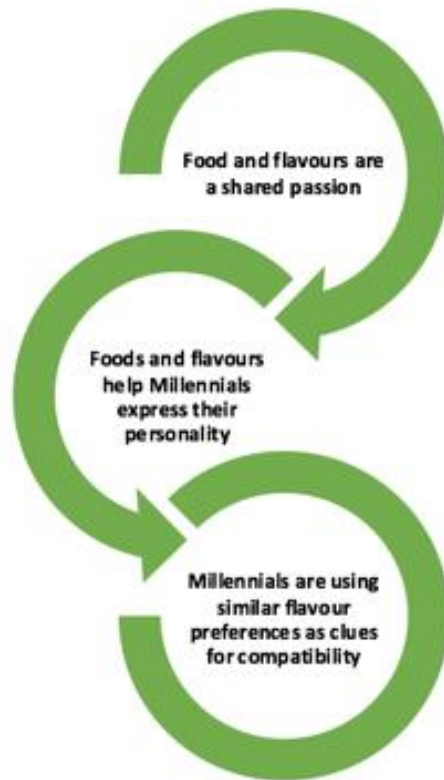 Food and flavours are
a shared passion
Foods and flavours
help Millennials
express their
personality
Millennials are using
similar flavour
preferences as clues
for compatibility